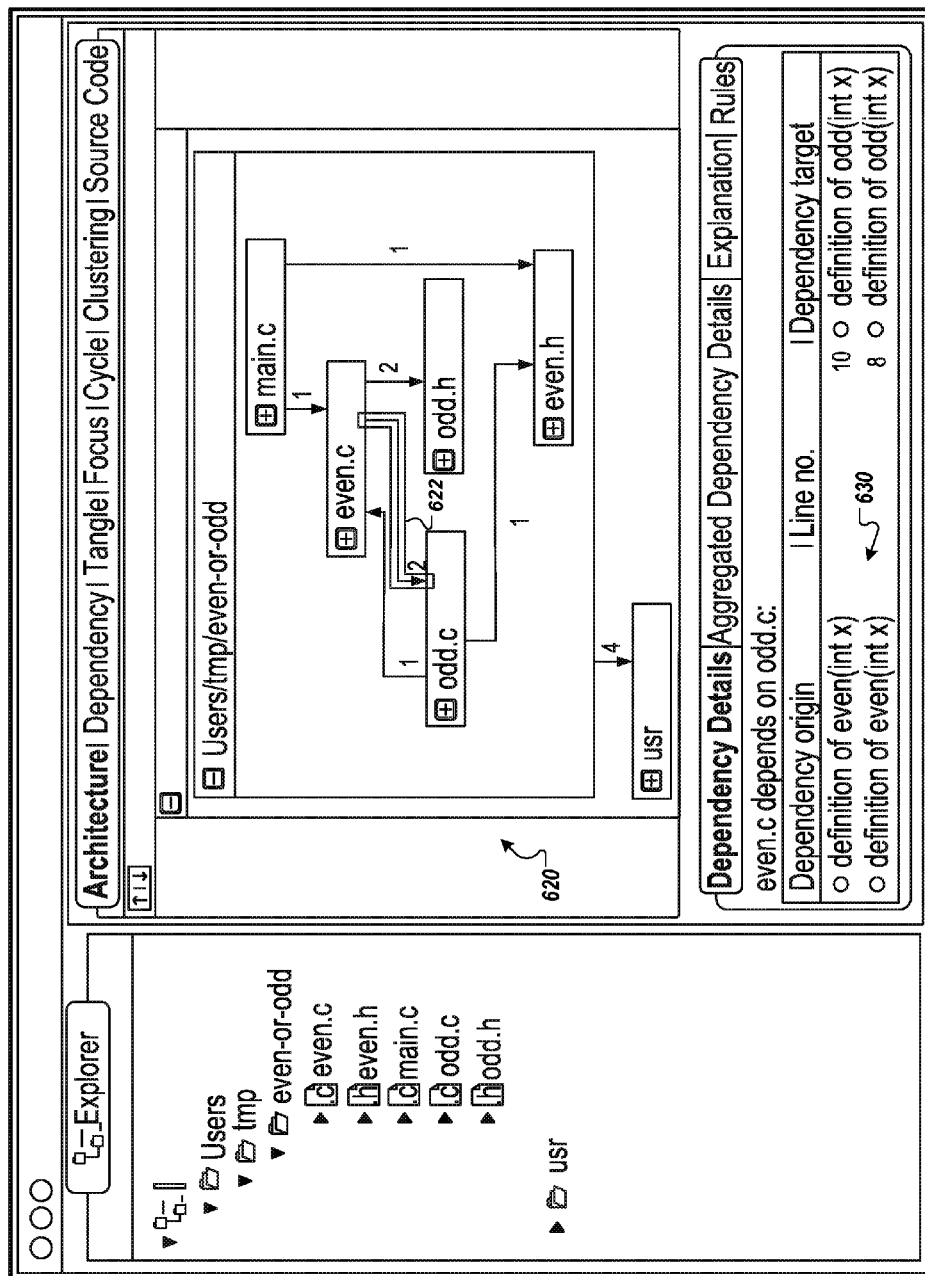 Explorer
Users
tmp
even-or-odd
.c even.c
.h even.h
.c main.c
.c odd.c
.h odd.h
usr
Architecture| Dependency | Tangle| Focus | Cycle| Clustering | Source Code
↑ | ↓
Users/tmp/even-or-odd
main.c
1
1
even.c
2
622
1
2
odd.c
odd.h
1
even.h
4
usr
620
Dependency Details|Aggregated Dependency Details| Explanation| Rules
even.c depends on odd.c:
Dependency origin | Line no. | Dependency target
definition of even(int x) 10 definition of odd(int x)
definition of even(int x) 8 definition of odd(int x)
630